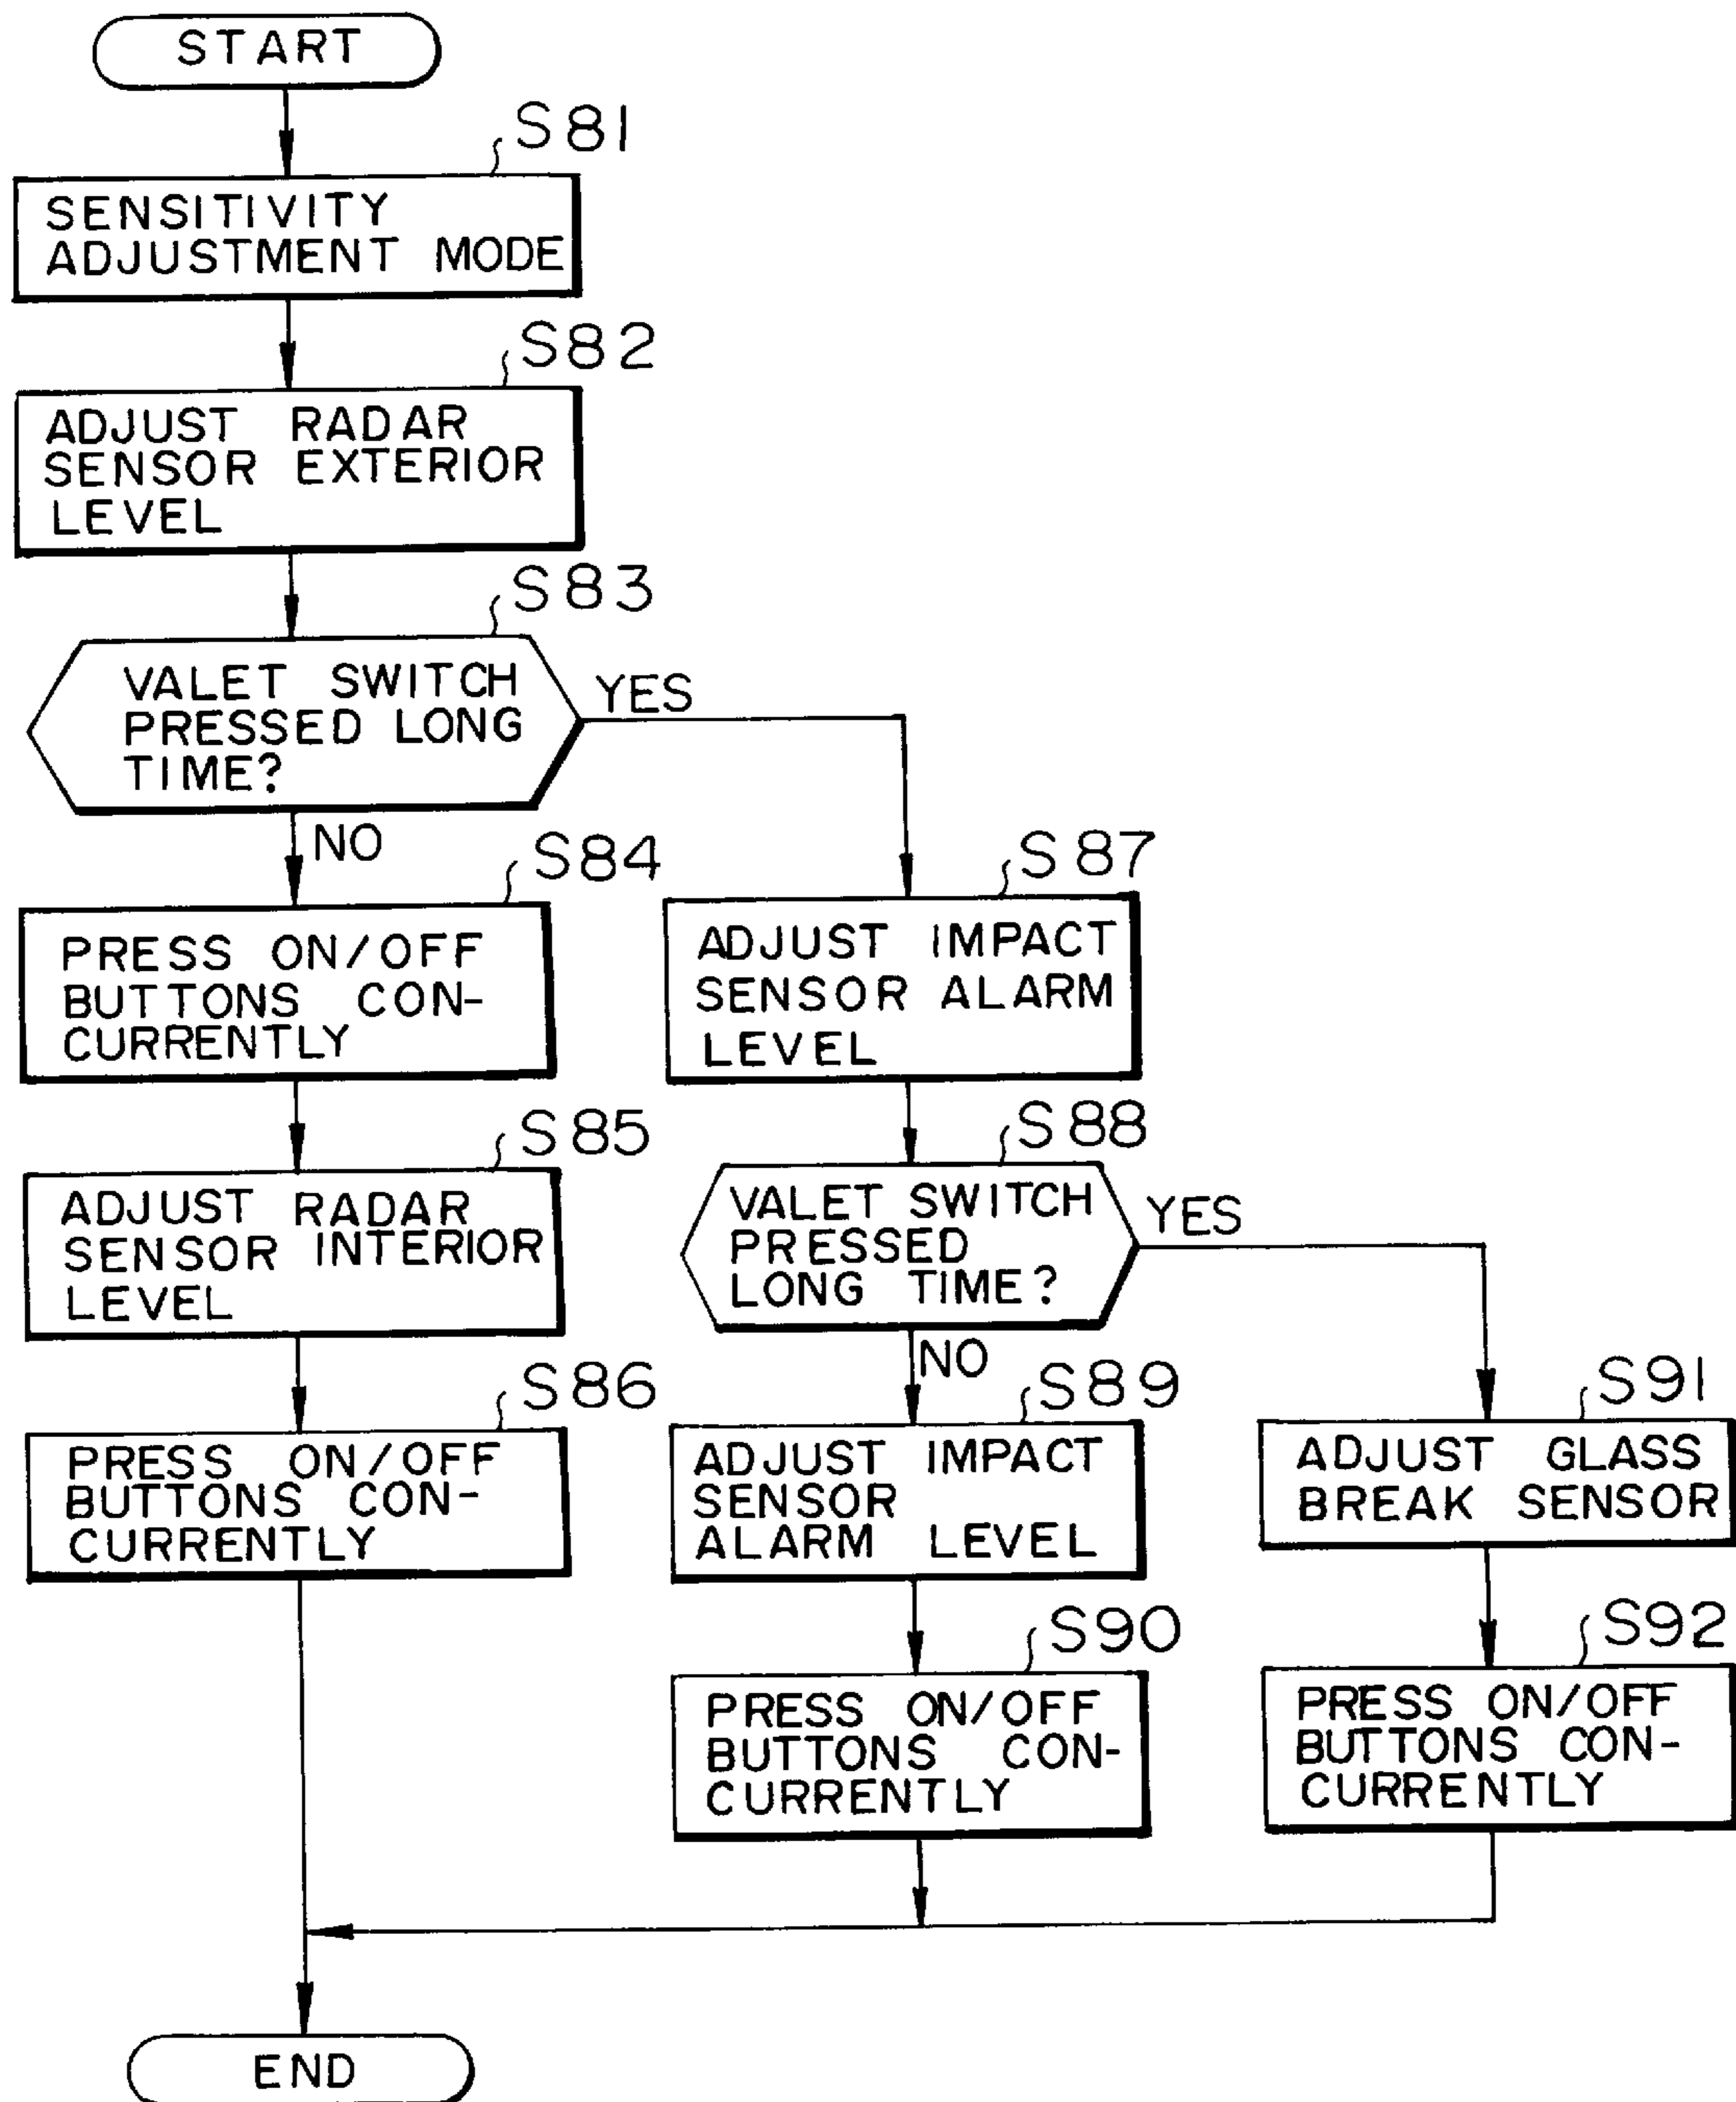 START
S81
SENSITIVITY
ADJUSTMENT MODE
S82
ADJUST RADAR
SENSOR EXTERIOR
LEVEL
S83
VALET SWITCH
PRESSED LONG
TIME?
YES
NO
S84
PRESS ON/OFF
BUTTONS CON-
CURRENTLY
S85
ADJUST RADAR
SENSOR INTERIOR
LEVEL
S86
PRESS ON/OFF
BUTTONS CON-
CURRENTLY
S87
ADJUST IMPACT
SENSOR ALARM
LEVEL
S88
VALET SWITCH
PRESSED
LONG TIME?
YES
NO
S89
ADJUST IMPACT
SENSOR
ALARM LEVEL
S90
PRESS ON/OFF
BUTTONS CON-
CURRENTLY
S91
ADJUST GLASS
BREAK SENSOR
S92
PRESS ON/OFF
BUTTONS CON-
CURRENTLY
END